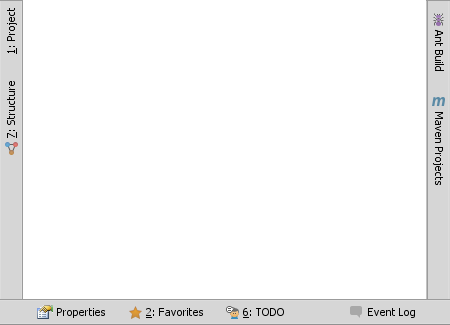 1: Project
7: Structure
Ant Build
m
Maven Projects
Properties
2: Favorites
6: TODO
Event Log